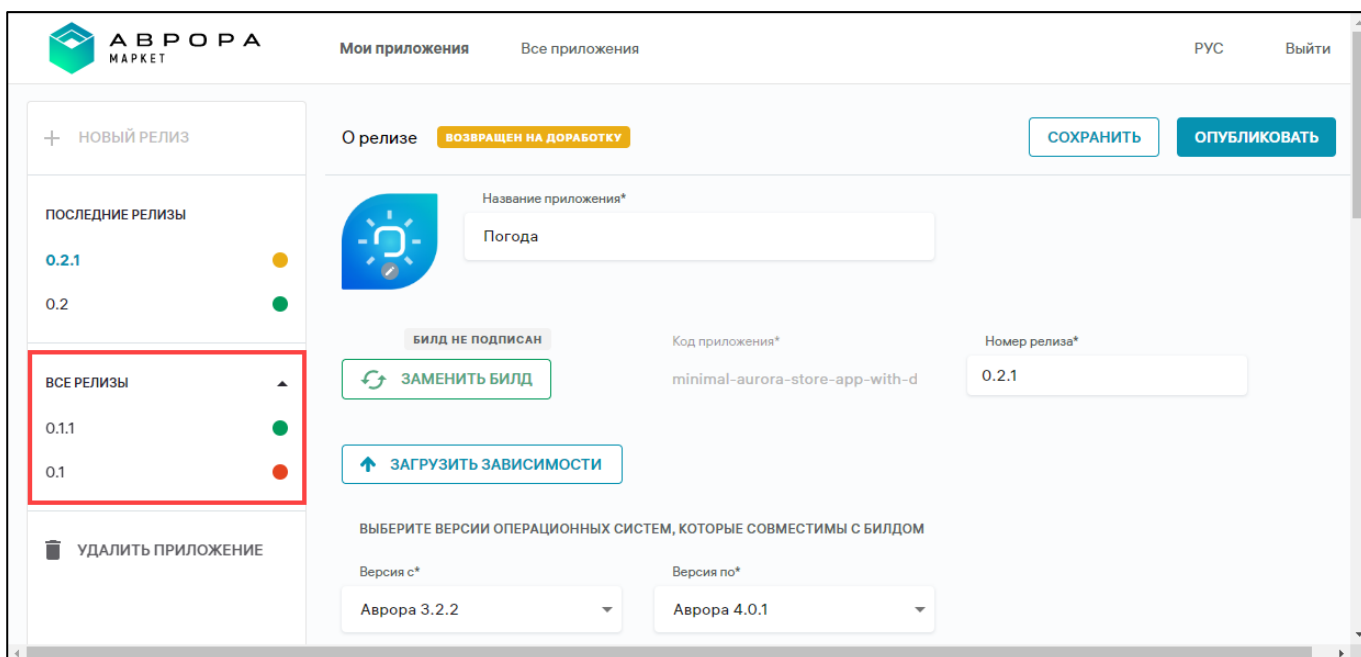 АВРОРА
МАРКЕТ
Мои приложения
Все приложения
РУС
Выйти
+ НОВЫЙ РЕЛИЗ
ПОСЛЕДНИЕ РЕЛИЗЫ
0.2.1
0.2
ВСЕ РЕЛИЗЫ
0.1.1
0.1
УДАЛИТЬ ПРИЛОЖЕНИЕ
О релизе
ВОЗВРАЩЕН НА ДОРАБОТКУ
СОХРАНИТЬ
ОПУБЛИКОВАТЬ
Название приложения*
Погода
БИЛД НЕ ПОДПИСАН
ЗАМЕНИТЬ БИЛД
Код приложения*
minimal-aurora-store-app-with-d
Номер релиза*
0.2.1
ЗАГРУЗИТЬ ЗАВИСИМОСТИ
ВЫБЕРИТЕ ВЕРСИИ ОПЕРАЦИОННЫХ СИСТЕМ, КОТОРЫЕ СОВМЕСТИМЫ С БИЛДОМ
Версия с*
Аврора 3.2.2
Версия по*
Аврора 4.0.1